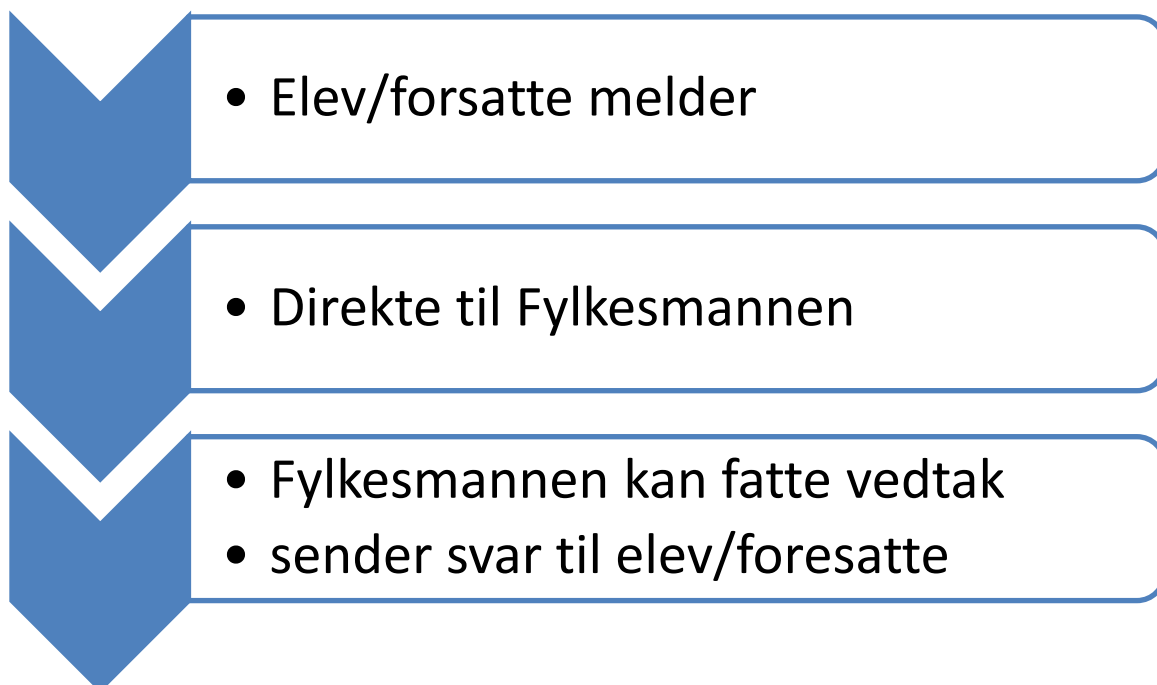 • Elev/forsatte melder
• Direkte til Fylkesmannen
• Fylkesmannen kan fatte vedtak
• sender svar til elev/foresatte